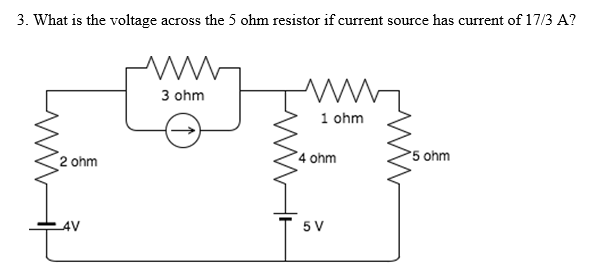 3. What is the voltage across the 5 ohm resistor if current source has current of 17/3 A?
3 ohm
1 ohm
2 ohm
4 ohm
5 ohm
4V
5 V